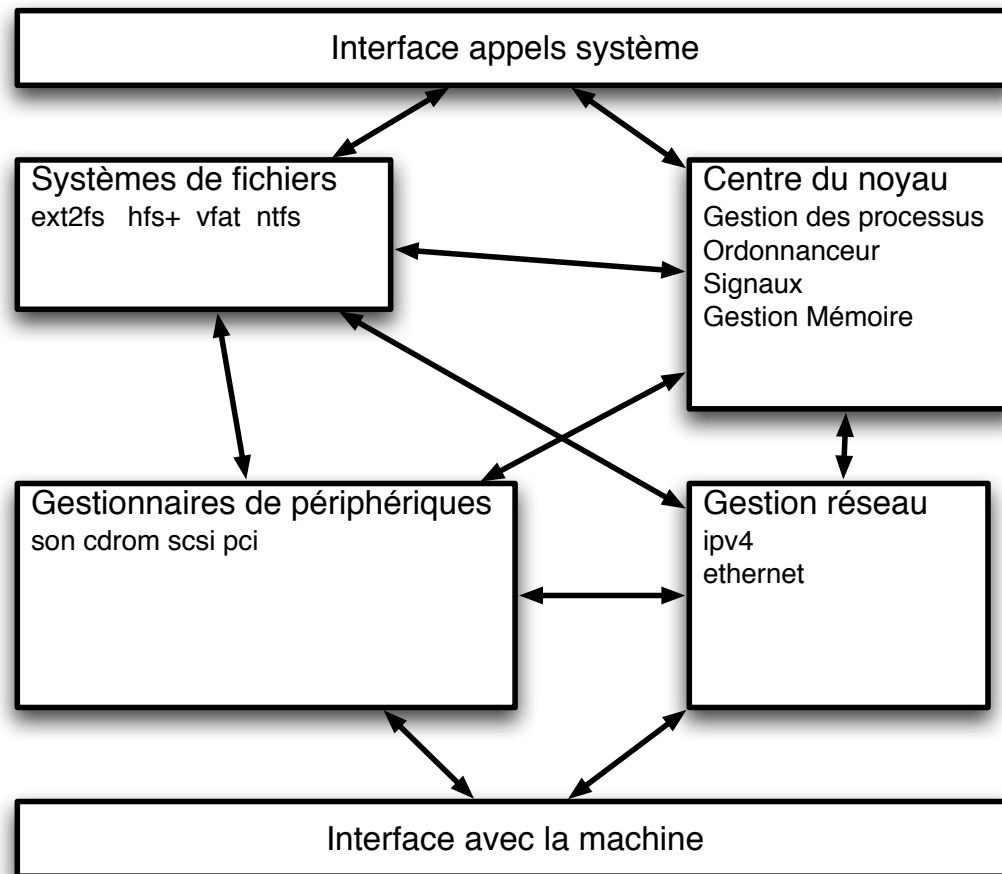 Interface appels système
Systèmes de fichiers
ext2fs hfs+ vfat ntfs
Centre du noyau
Gestion des processus
Ordonnanceur
Signaux
Gestion Mémoire
Gestionnaires de périphériques
son cdrom scsi pci
Gestion réseau
ipv4
ethernet
Interface avec la machine